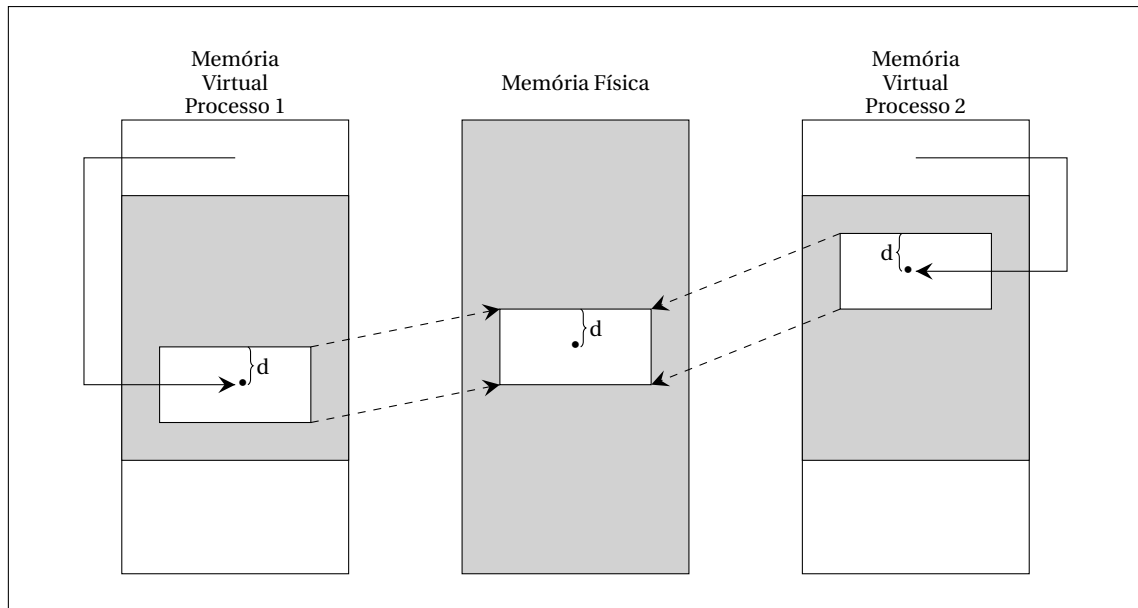 Memória
Virtual
Processo 1
Memória Física
Memória
Virtual
Processo 2
d
d
d